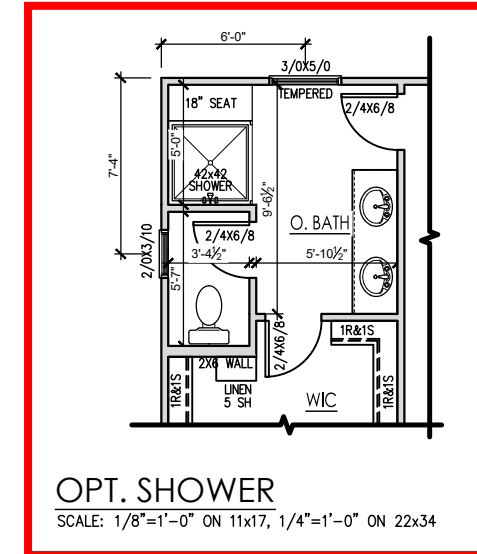 6'-0"
3/0X5/0
TEMPERED
2/4X6/8
18" SEAT
5'-0"
7'-4"
42x42
SHOWER
9'-6½"
O. BATH
2/4X6/8
2/0X3/10
3'-4½"
5'-10½"
5'-7"
2/4X6/8
1R&1S
2X6 WALL
LINEN
5 SH
1R&1S
WIC
1R&1S
OPT. SHOWER
SCALE: 1/8"=1'-0" ON 11x17, 1/4"=1'-0" ON 22x34